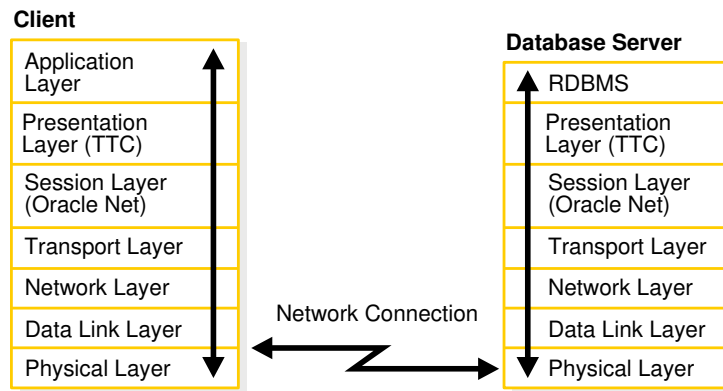 Client
Application
Layer
Presentation
Layer (TTC)
Session Layer
(Oracle Net)
Transport Layer
Network Layer
Data Link Layer
Physical Layer
Network Connection
Database Server
RDBMS
Presentation
Layer (TTC)
Session Layer
(Oracle Net)
Transport Layer
Network Layer
Data Link Layer
Physical Layer